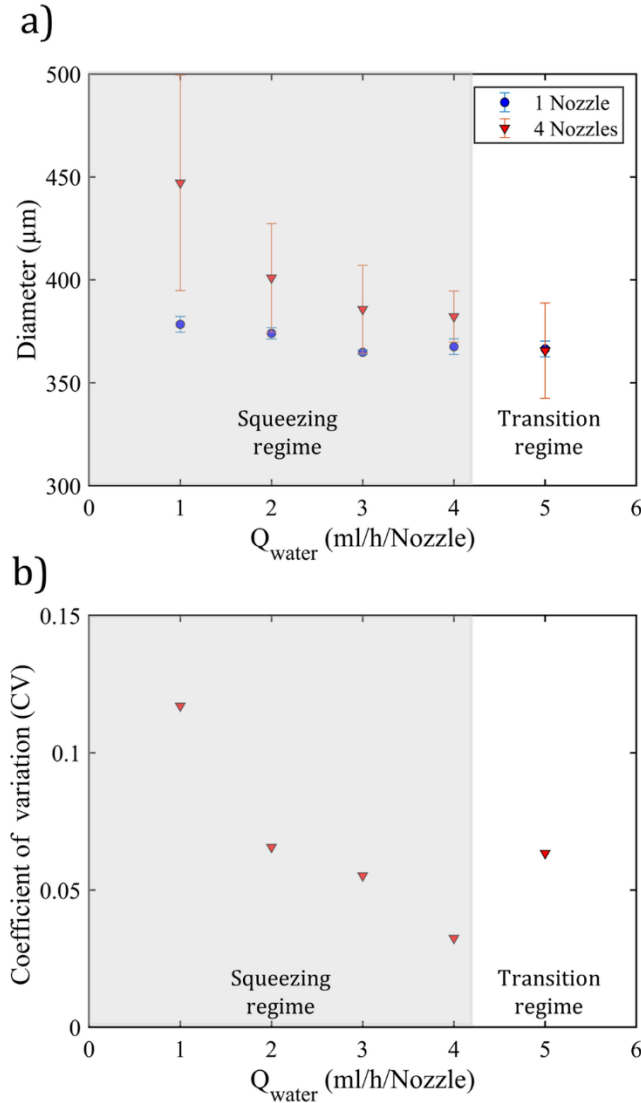 a)
500
450
400
350
300
Diameter (μm)
1 Nozzle
4 Nozzles
Squeezing
regime
Transition
regime
0 1 2 3 4 5 6
Q_water (ml/h/Nozzle)
b)
0.15
0.1
0.05
0
Coefficient of variation (CV)
Squeezing
regime
Transition
regime
0 1 2 3 4 5 6
Q_water (ml/h/Nozzle)